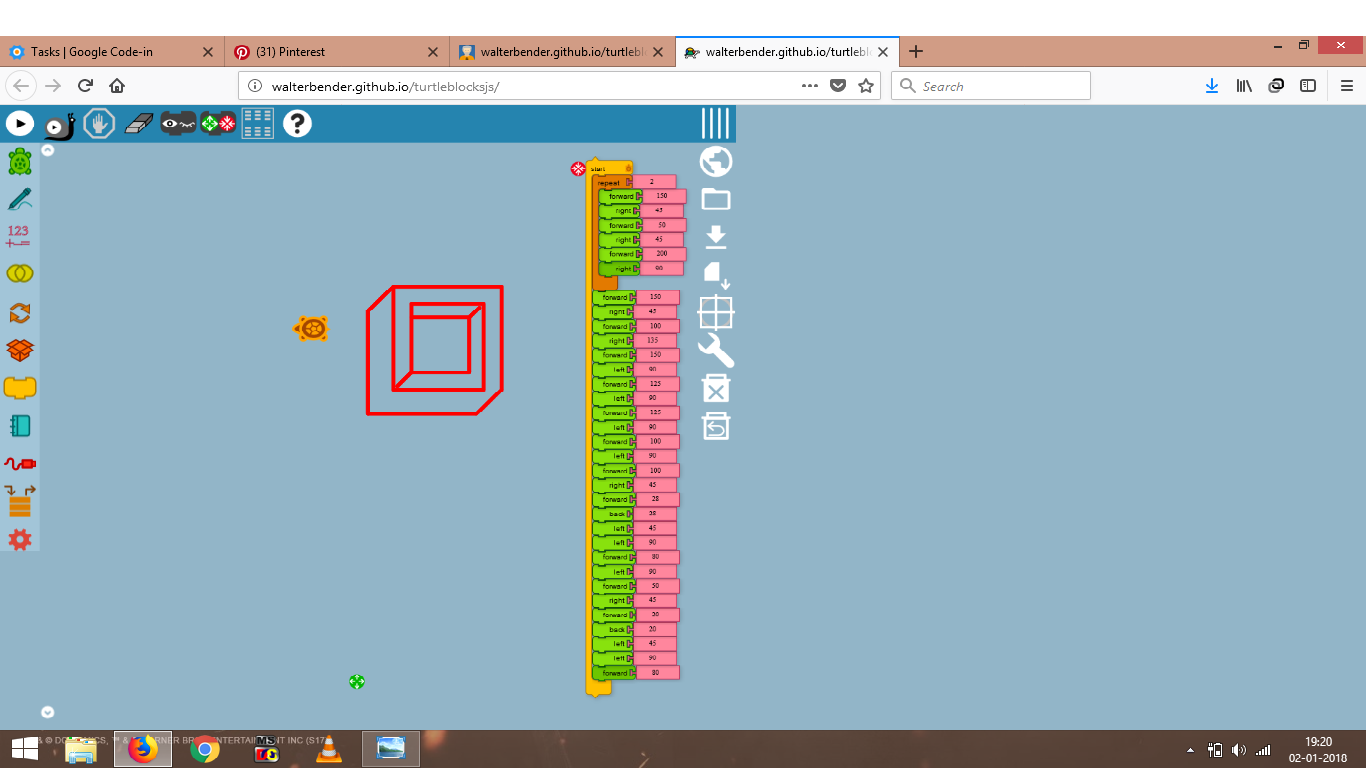 Tasks | Google Code-in
(31) Pinterest
walterbender.github.io/turtlebl
walterbender.github.io/turtlebl
walterbender.github.io/turtleblocksjs/
Search
123
start
repeat 2
forward 150
right 45
forward 50
right 45
forward 200
right 90
forward 150
right 45
forward 100
right 135
forward 150
left 90
forward 125
left 90
forward 125
left 90
forward 100
left 90
forward 100
right 45
forward 28
back 28
left 45
left 90
forward 80
left 90
forward 50
right 45
forward 20
back 20
left 45
left 90
forward 80
19:20
02-01-2018